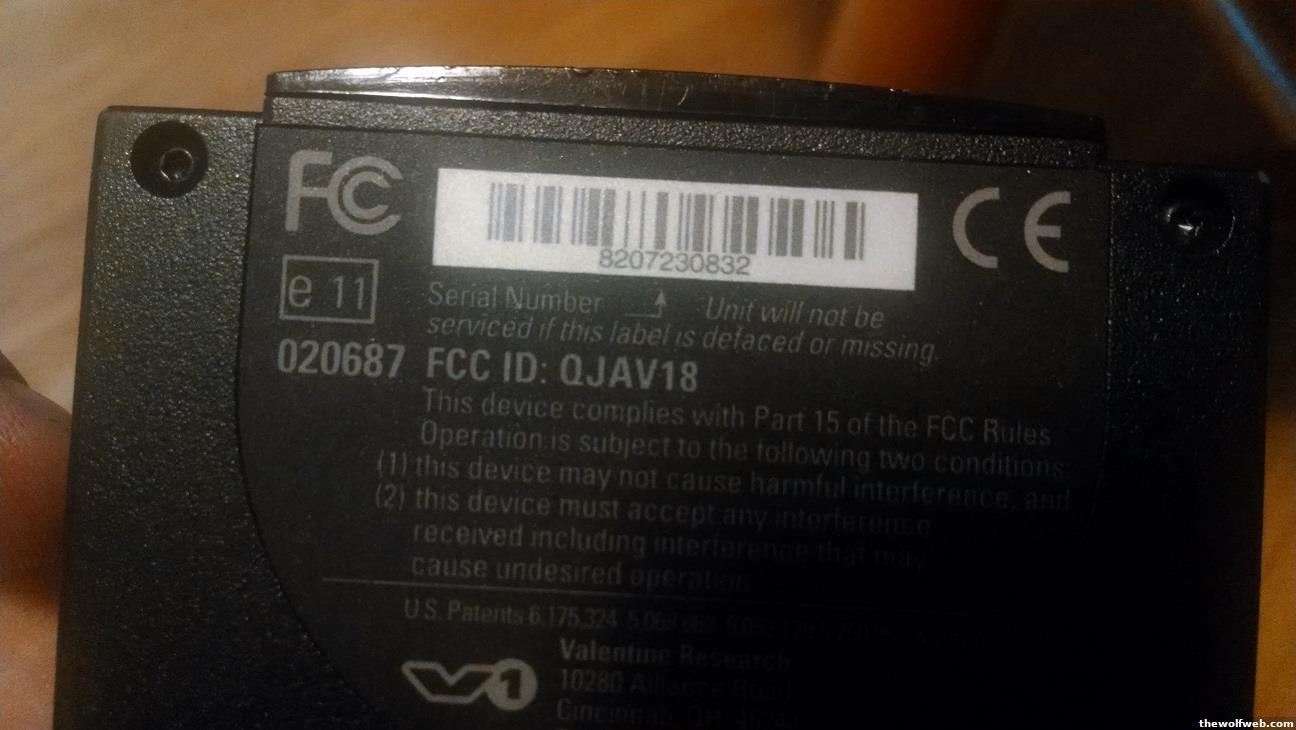 FC
8207230832
CE
e 11
Serial Number Unit will not be
serviced if this label is defaced or missing.
020687 FCC ID: QJAV18
This device complies with Part 15 of the FCC Rules
Operation is subject to the following two conditions:
(1) this device may not cause harmful interference, and
(2) this device must accept any interference
received including interference that may
cause undesired operation
U.S. Patents 6,175,324
Valentine Research
V1
10280 Alliance Road
Cincinnati OH
thewolfweb.com